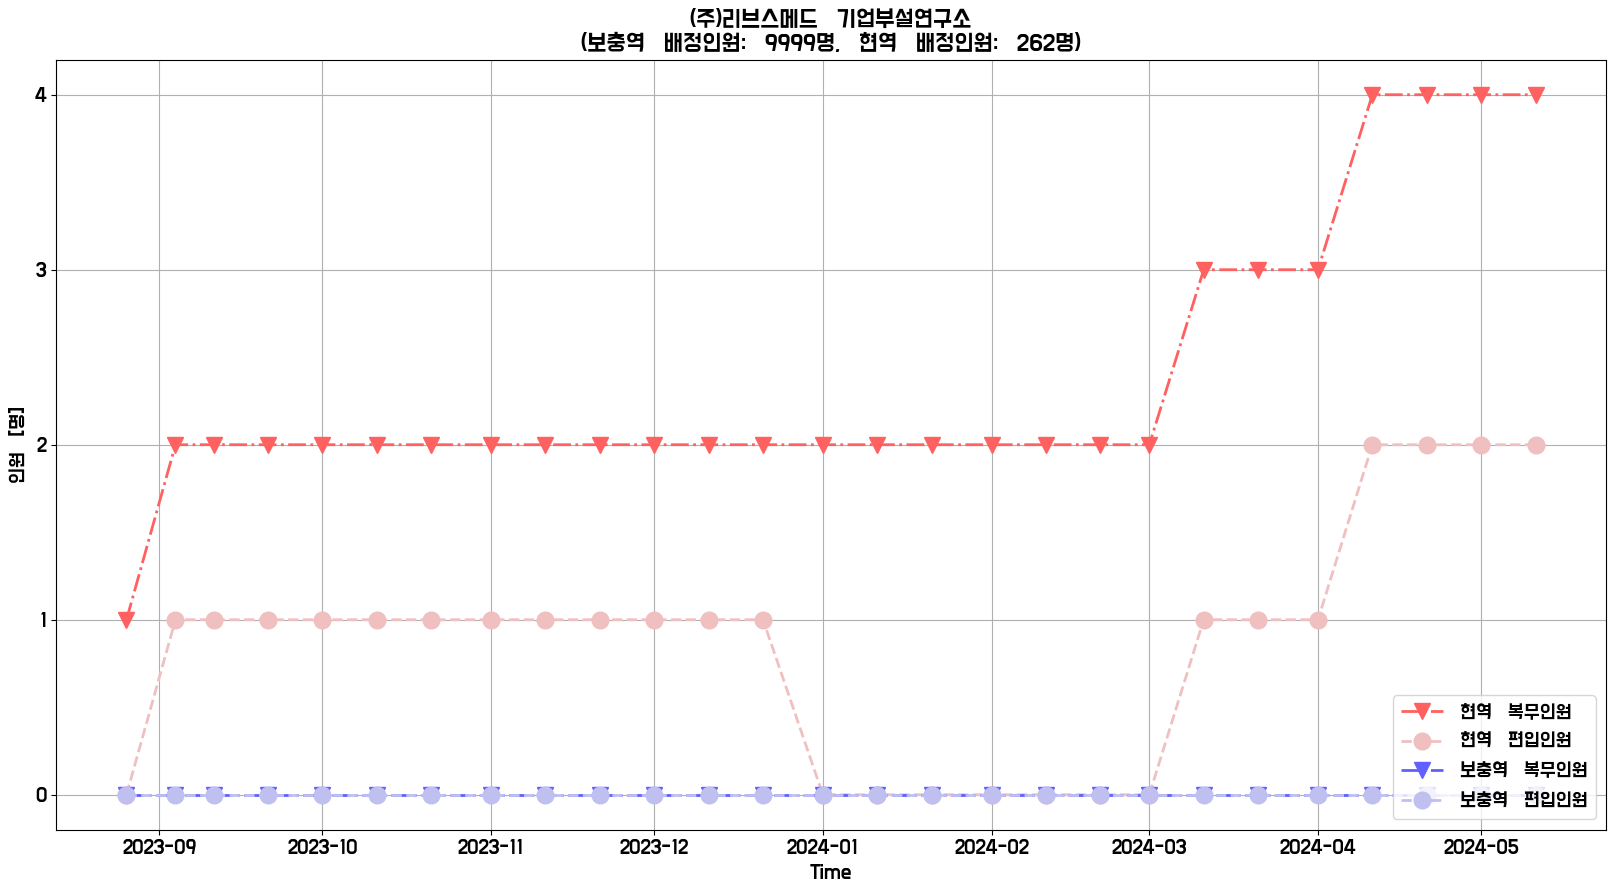 (주)리브스메드 기업부설연구소
(보충역 배정인원: 9999명, 현역 배정인원: 262명)
4
3
2
1
0
인원 [명]
2023-09 2023-10 2023-11 2023-12 2024-01 2024-02 2024-03 2024-04 2024-05
Time
현역 복무인원
현역 편입인원
보충역 복무인원
보충역 편입인원